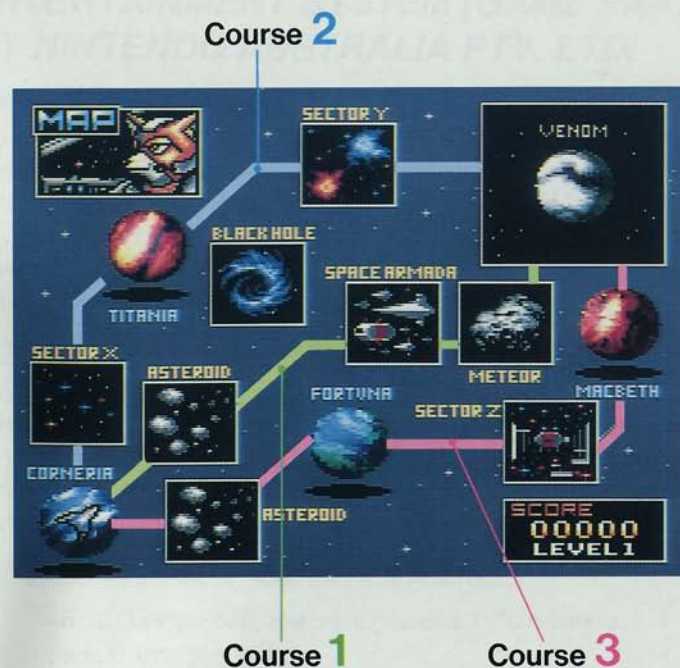 Course 2
MAP
SECTOR Y
VENOM
BLACK HOLE
SPACE ARMADA
TITANIA
SECTOR X
ASTEROID
METEOR
MACBETH
FORTUNA
SECTOR Z
CORNERIA
ASTEROID
SCORE
00000
LEVEL 1
Course 1
Course 3